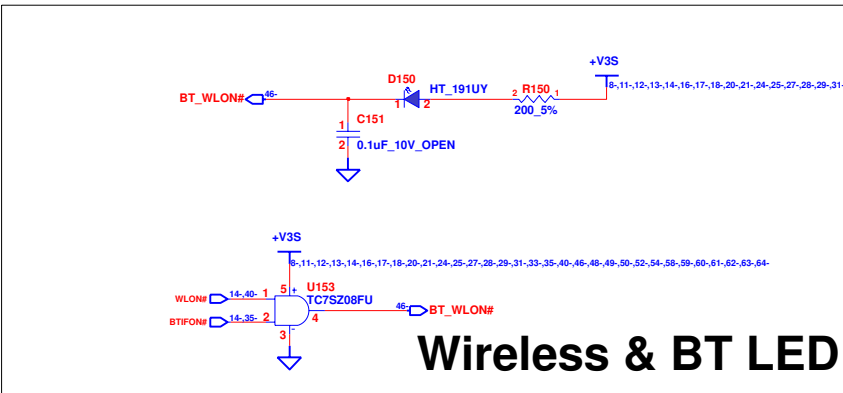 +V3S
D150
HT_191UY
2 R150 1
8-,11-,12-,13-,14-,16-,17-,18-,20-,21-,24-,25-,27-,28-,29-,31-
BT_WLON# 46-
1 2
200_5%
1 C151
2 0.1uF_10V_OPEN
+V3S
8-,11-,12-,13-,14-,16-,17-,18-,20-,21-,24-,25-,27-,28-,29-,31-,33-,35-,40-,46-,48-,49-,50-,52-,54-,58-,59-,60-,61-,62-,63-,64-
5 + U153
WLON# 14-,40- 1 TC7SZ08FU
BTIFON# 14-,35- 2 4 46- BT_WLON#
3 -
Wireless & BT LED